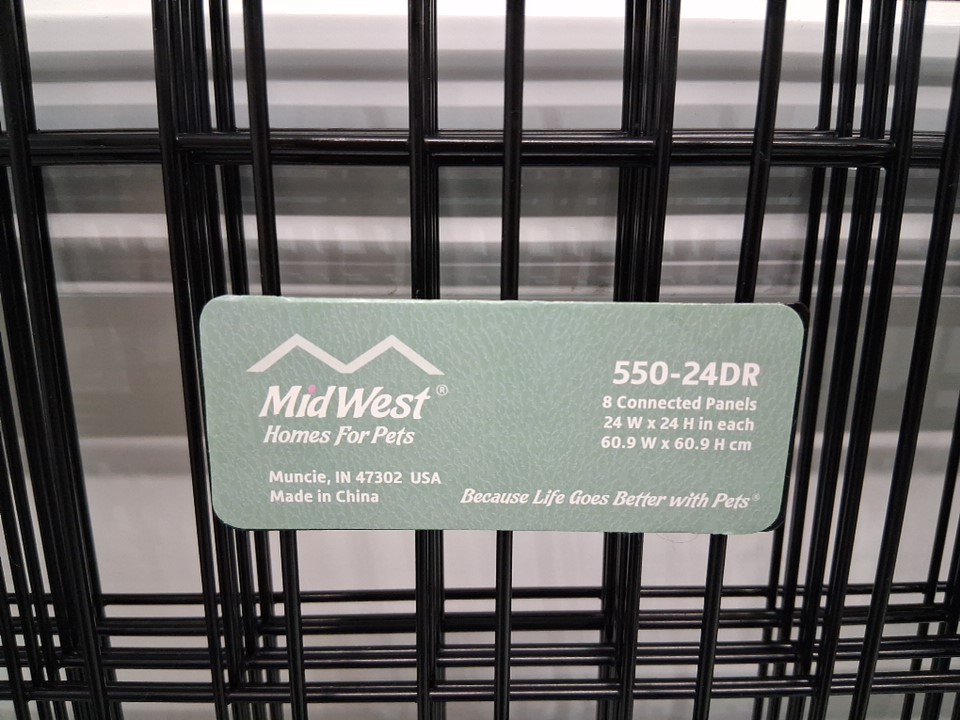 MidWest®
Homes For Pets
Muncie, IN 47302 USA
Made in China
550-24DR
8 Connected Panels
24 W x 24 H in each
60.9 W x 60.9 H cm
Because Life Goes Better with Pets®